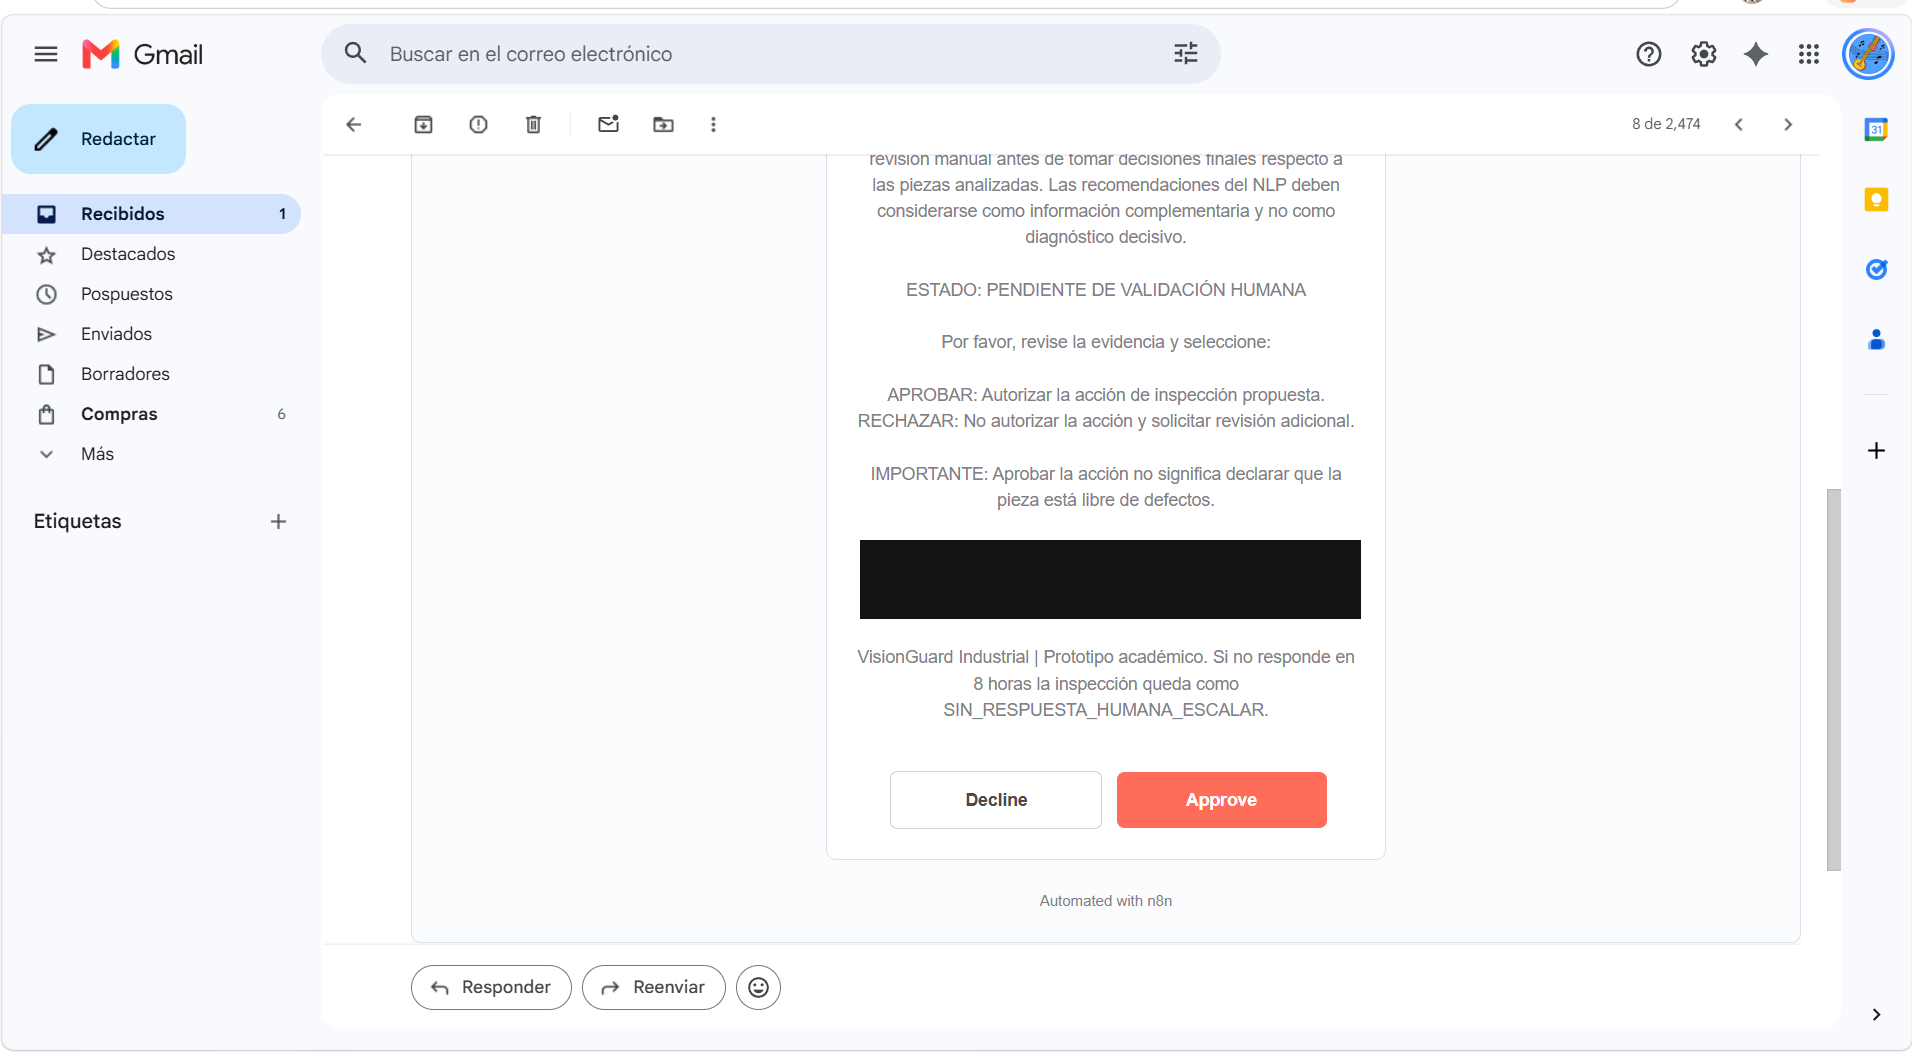 Gmail
Buscar en el correo electrónico
Redactar
8 de 2,474
31
Recibidos 1
Destacados
Pospuestos
Enviados
Borradores
Compras 6
Más
Etiquetas
revisión manual antes de tomar decisiones finales respecto a
las piezas analizadas. Las recomendaciones del NLP deben
considerarse como información complementaria y no como
diagnóstico decisivo.
ESTADO: PENDIENTE DE VALIDACIÓN HUMANA
Por favor, revise la evidencia y seleccione:
APROBAR: Autorizar la acción de inspección propuesta.
RECHAZAR: No autorizar la acción y solicitar revisión adicional.
IMPORTANTE: Aprobar la acción no significa declarar que la
pieza está libre de defectos.
VisionGuard Industrial | Prototipo académico. Si no responde en
8 horas la inspección queda como
SIN_RESPUESTA_HUMANA_ESCALAR.
Decline Approve
Automated with n8n
Responder Reenviar